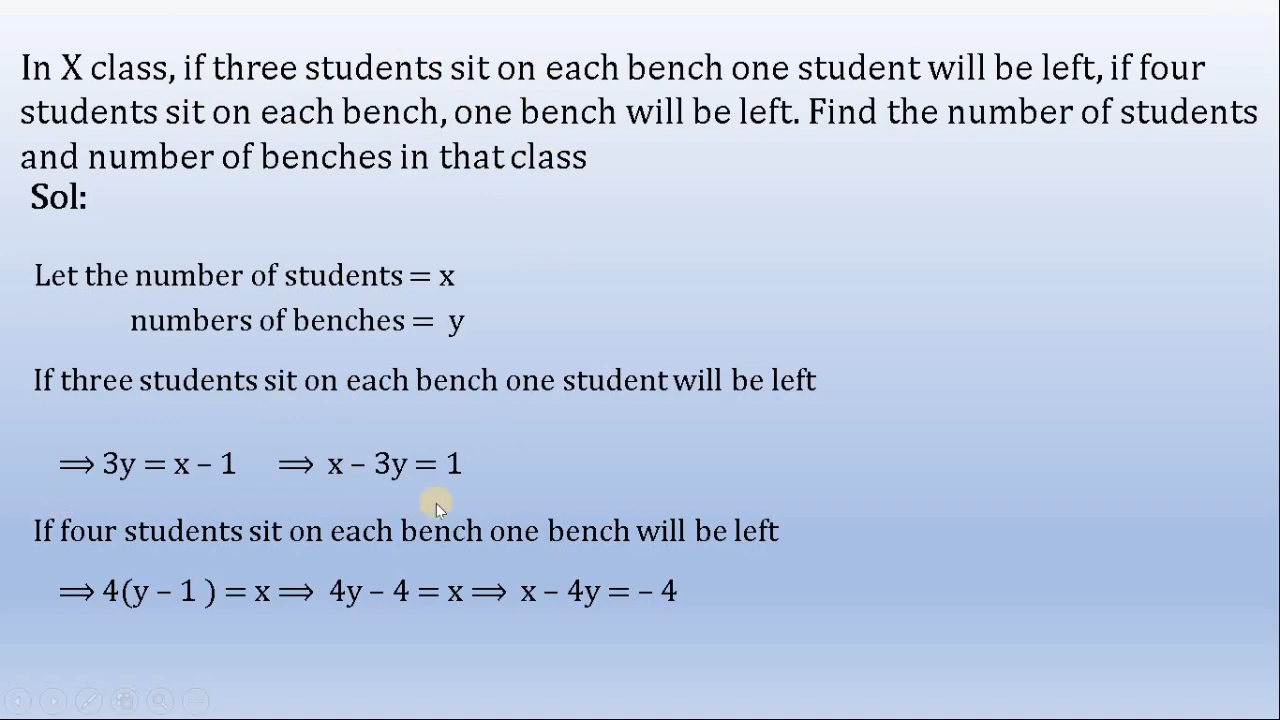 In X class, if three students sit on each bench one student will be left, if four
students sit on each bench, one bench will be left. Find the number of students
and number of benches in that class
Sol:
Let the number of students = x
numbers of benches = y
If three students sit on each bench one student will be left
⟹ 3y = x – 1 ⟹ x – 3y = 1
If four students sit on each bench one bench will be left
⟹ 4(y – 1 ) = x ⟹ 4y – 4 = x ⟹ x – 4y = – 4